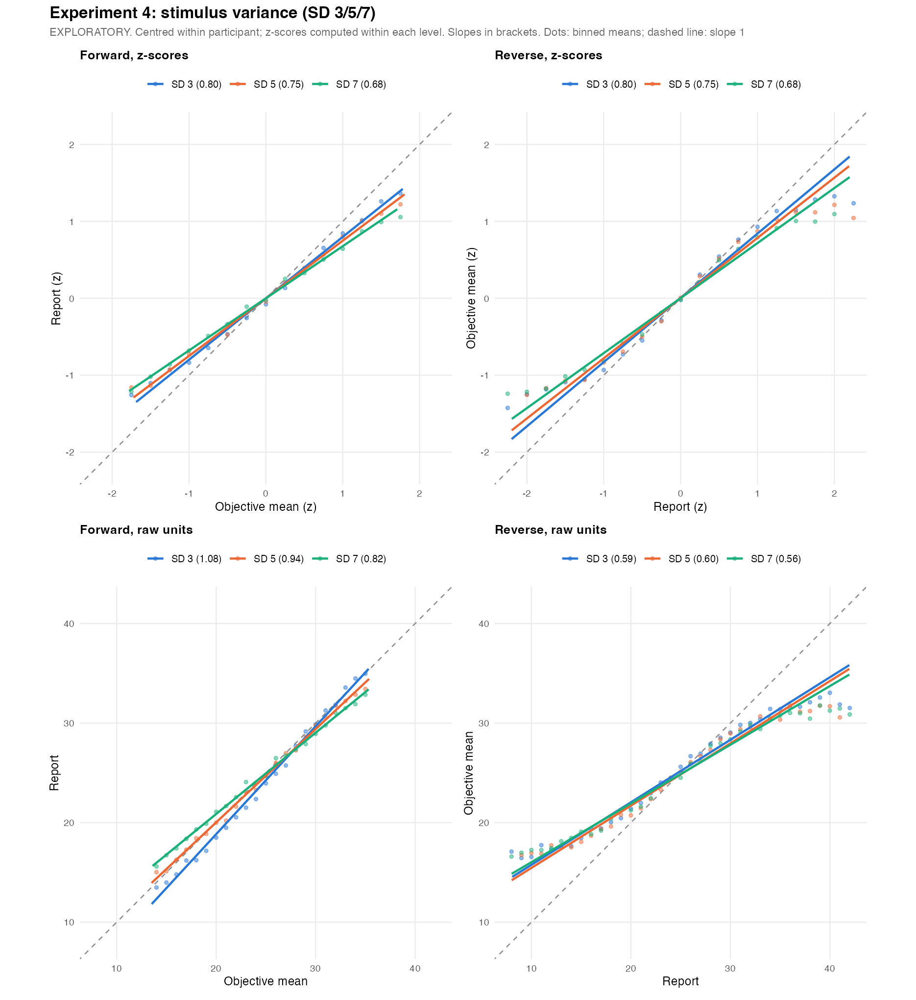 Experiment 4: stimulus variance (SD 3/5/7)
EXPLORATORY. Centred within participant; z-scores computed within each level. Slopes in brackets. Dots: binned means; dashed line: slope 1
Forward, z-scores
SD 3 (0.80) SD 5 (0.75) SD 7 (0.68)
Report (z)
2
1
0
-1
-2
-2 -1 0 1 2
Objective mean (z)
Reverse, z-scores
SD 3 (0.80) SD 5 (0.75) SD 7 (0.68)
Objective mean (z)
2
1
0
-1
-2
-2 -1 0 1 2
Report (z)
Forward, raw units
SD 3 (1.08) SD 5 (0.94) SD 7 (0.82)
Report
40
30
20
10
10 20 30 40
Objective mean
Reverse, raw units
SD 3 (0.59) SD 5 (0.60) SD 7 (0.56)
Objective mean
40
30
20
10
10 20 30 40
Report